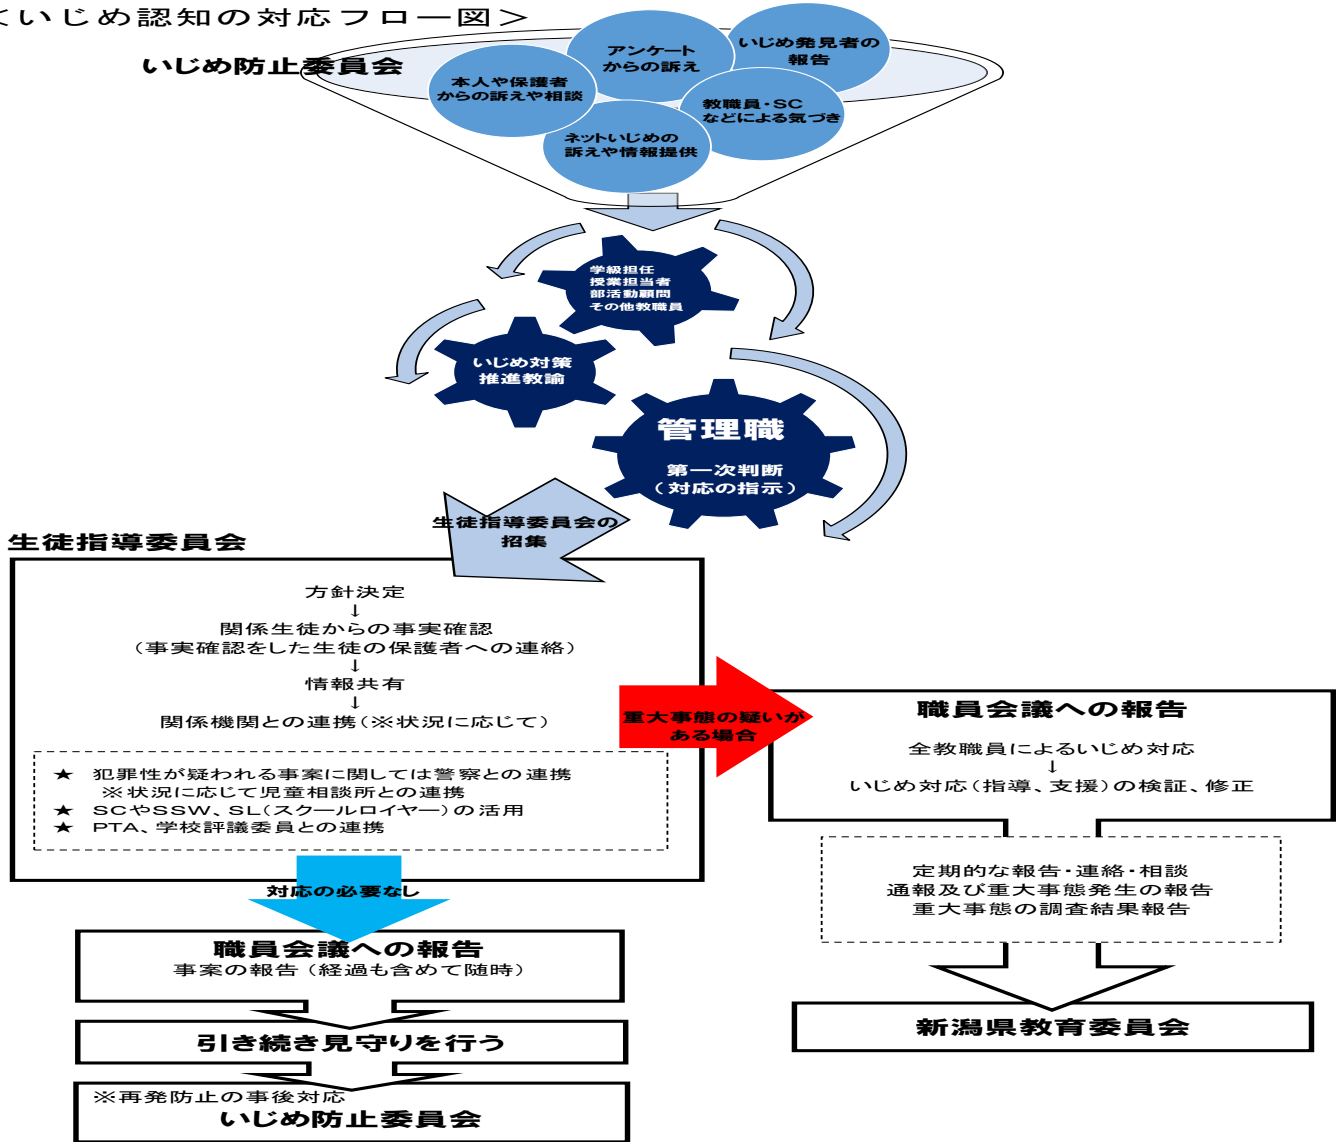 ＜いじめ認知の対応フロー図＞
いじめ防止委員会
アンケート
からの訴え
いじめ発見者の
報告
本人や保護者
からの訴えや相談
教職員・SC
などによる気づき
ネットいじめの
訴えや情報提供
学級担任
授業担当者
部活動顧問
その他教職員
いじめ対策
推進教諭
管理職
第一次判断
（対応の指示）
生徒指導委員会の
招集
生徒指導委員会
方針決定
↓
関係生徒からの事実確認
（事実確認をした生徒の保護者への連絡）
↓
情報共有
↓
関係機関との連携（※状況に応じて）
★ 犯罪性が疑われる事案に関しては警察との連携
※状況に応じて児童相談所との連携
★ SCやSSW、SL（スクールロイヤー）の活用
★ PTA、学校評議委員との連携
重大事態の疑いが
ある場合
職員会議への報告
全教職員によるいじめ対応
↓
いじめ対応（指導、支援）の検証、修正
定期的な報告・連絡・相談
通報及び重大事態発生の報告
重大事態の調査結果報告
新潟県教育委員会
対応の必要なし
職員会議への報告
事案の報告（経過も含めて随時）
引き続き見守りを行う
※再発防止の事後対応
いじめ防止委員会